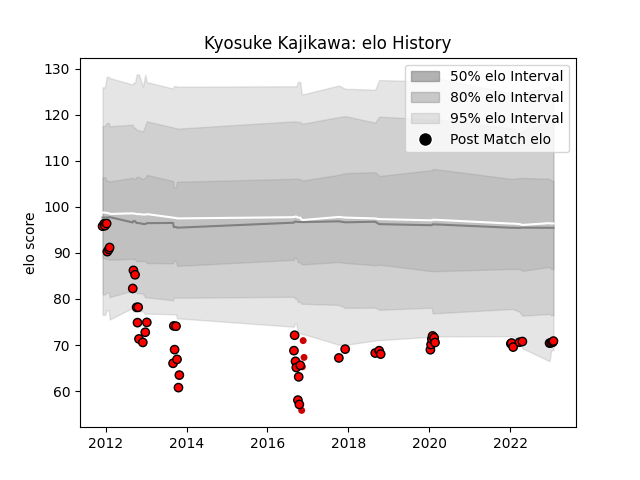 Kyosuke Kajikawa: elo History
130
120
110
100
90
80
70
60
elo score
50% elo Interval
80% elo Interval
95% elo Interval
Post Match elo
2012
2014
2016
2018
2020
2022